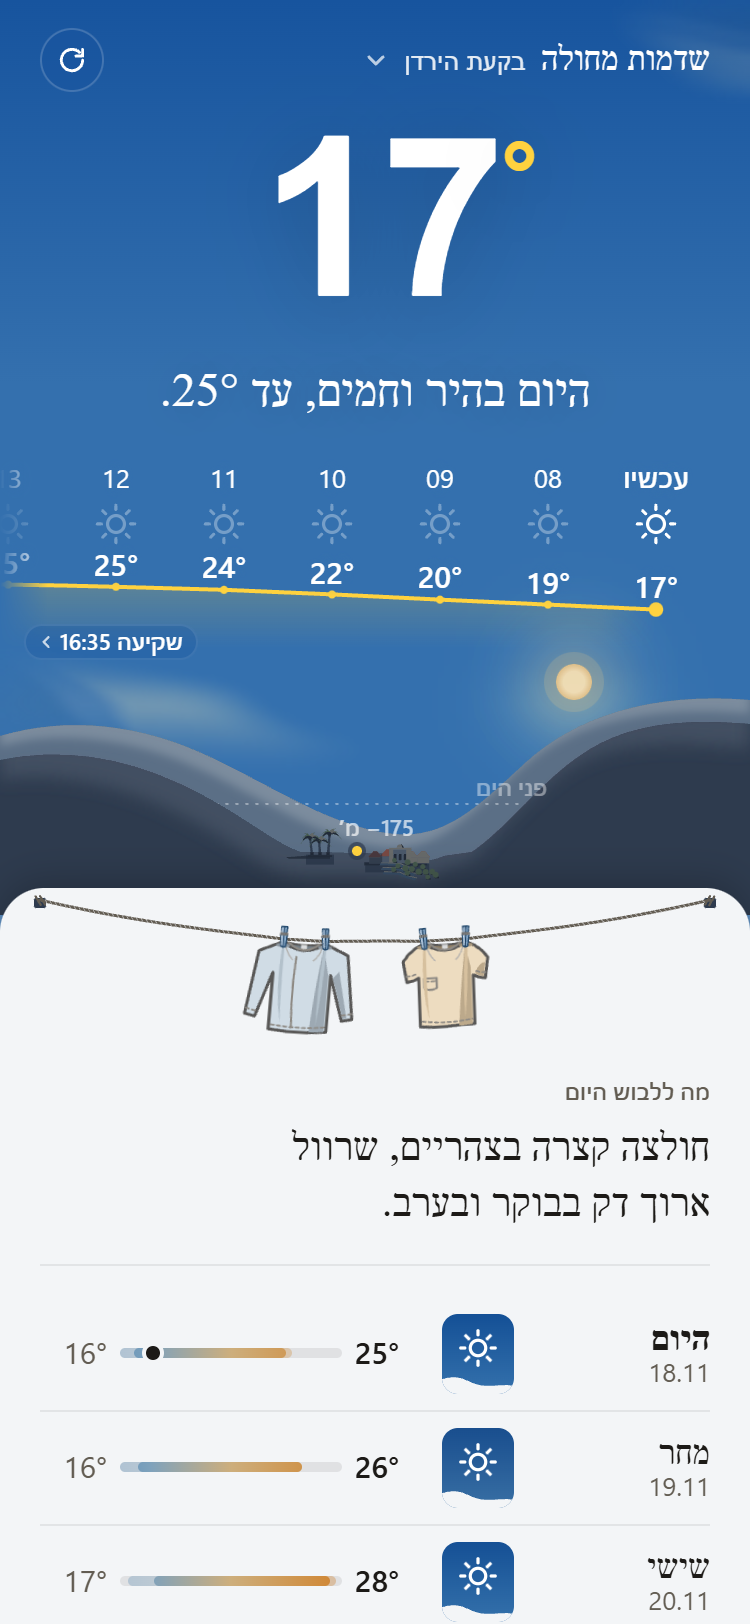 שדמות מחולה בקעת הירדן
17°
היום בהיר וחמים, עד 25°.
עכשיו 08 09 10 11 12
17° 19° 20° 22° 24° 25°
שקיעה 16:35
פני הים
–175 מ׳
מה ללבוש היום
חולצה קצרה בצהריים, שרוול
ארוך דק בבוקר ובערב.
היום
18.11
25° 16°
מחר
19.11
26° 16°
שישי
20.11
28° 17°